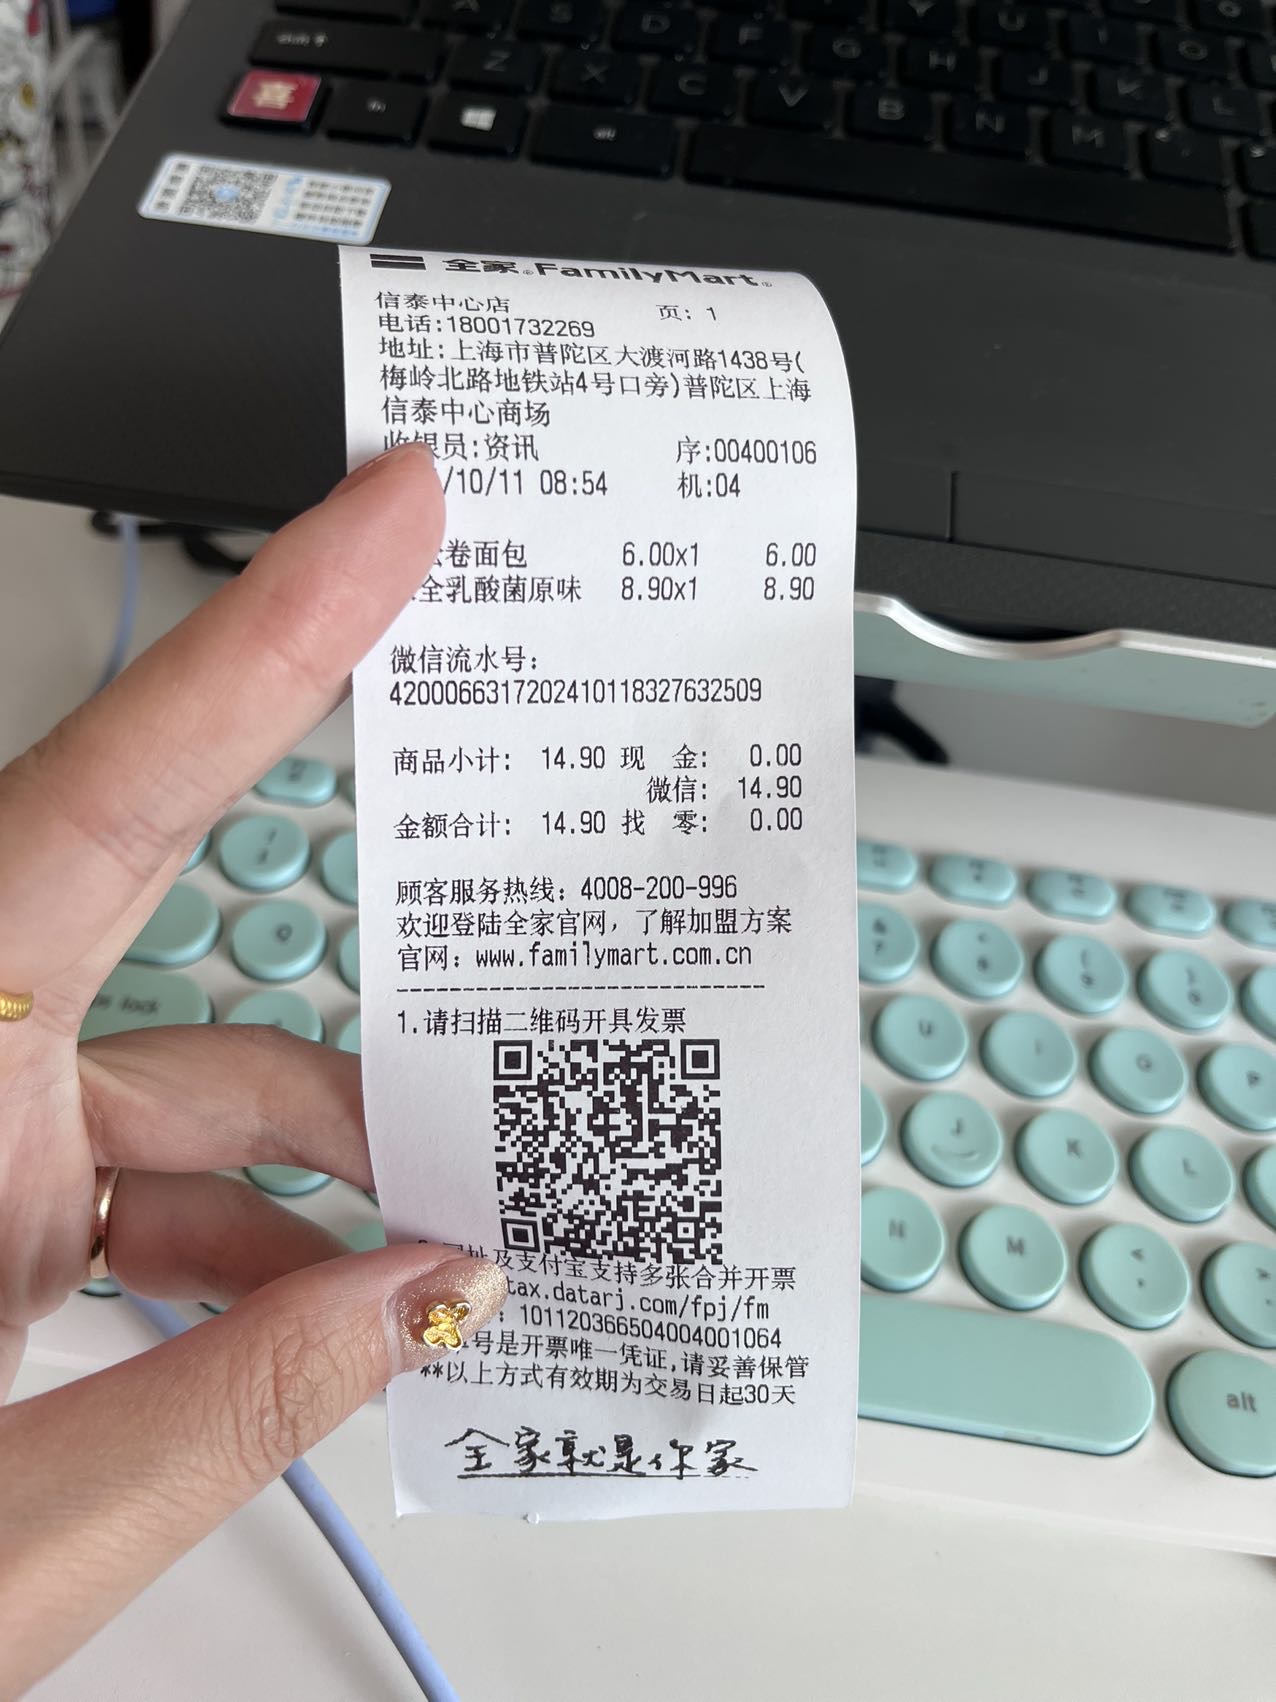 shift
Z X C V B N M
fn
alt
全家®FamilyMart®
信泰中心店 页: 1
电话:18001732269
地址:上海市普陀区大渡河路1438号(
梅岭北路地铁站4号口旁)普陀区上海
信泰中心商场
收银员:资讯 序:00400106
/10/11 08:54 机:04
卷面包 6.00x1 6.00
全乳酸菌原味 8.90x1 8.90
微信流水号:
4200066317202410118327632509
商品小计: 14.90 现 金: 0.00
微信: 14.90
金额合计: 14.90 找 零: 0.00
顾客服务热线: 4008-200-996
欢迎登陆全家官网,了解加盟方案
官网: www.familymart.com.cn
1.请扫描二维码开具发票
网址及支付宝支持多张合并开票
tax.datarj.com/fpj/fm
: 1011203665040040010​64
号是开票唯一凭证,请妥善保管
**以上方式有效期为交易日起30天
全家就是你家
Q
lock
U I O P
J K L
N M
alt